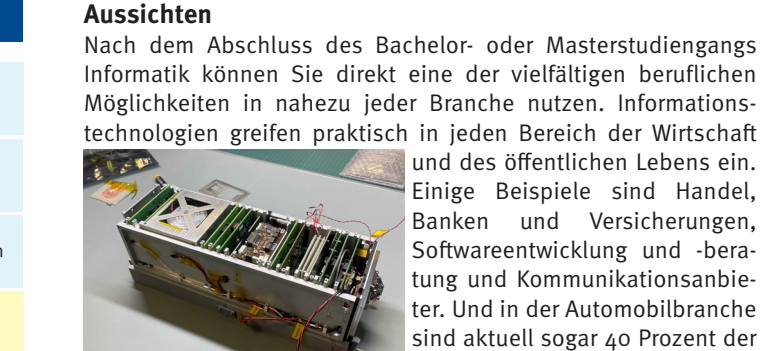 Aussichten
Nach dem Abschluss des Bachelor- oder Masterstudiengangs
Informatik können Sie direkt eine der vielfältigen beruflichen
Möglichkeiten in nahezu jeder Branche nutzen. Informations-
technologien greifen praktisch in jeden Bereich der Wirtschaft
und des öffentlichen Lebens ein.
Einige Beispiele sind Handel,
Banken und Versicherungen,
Softwareentwicklung und -bera-
tung und Kommunikationsanbie-
ter. Und in der Automobilbranche
sind aktuell sogar 40 Prozent der